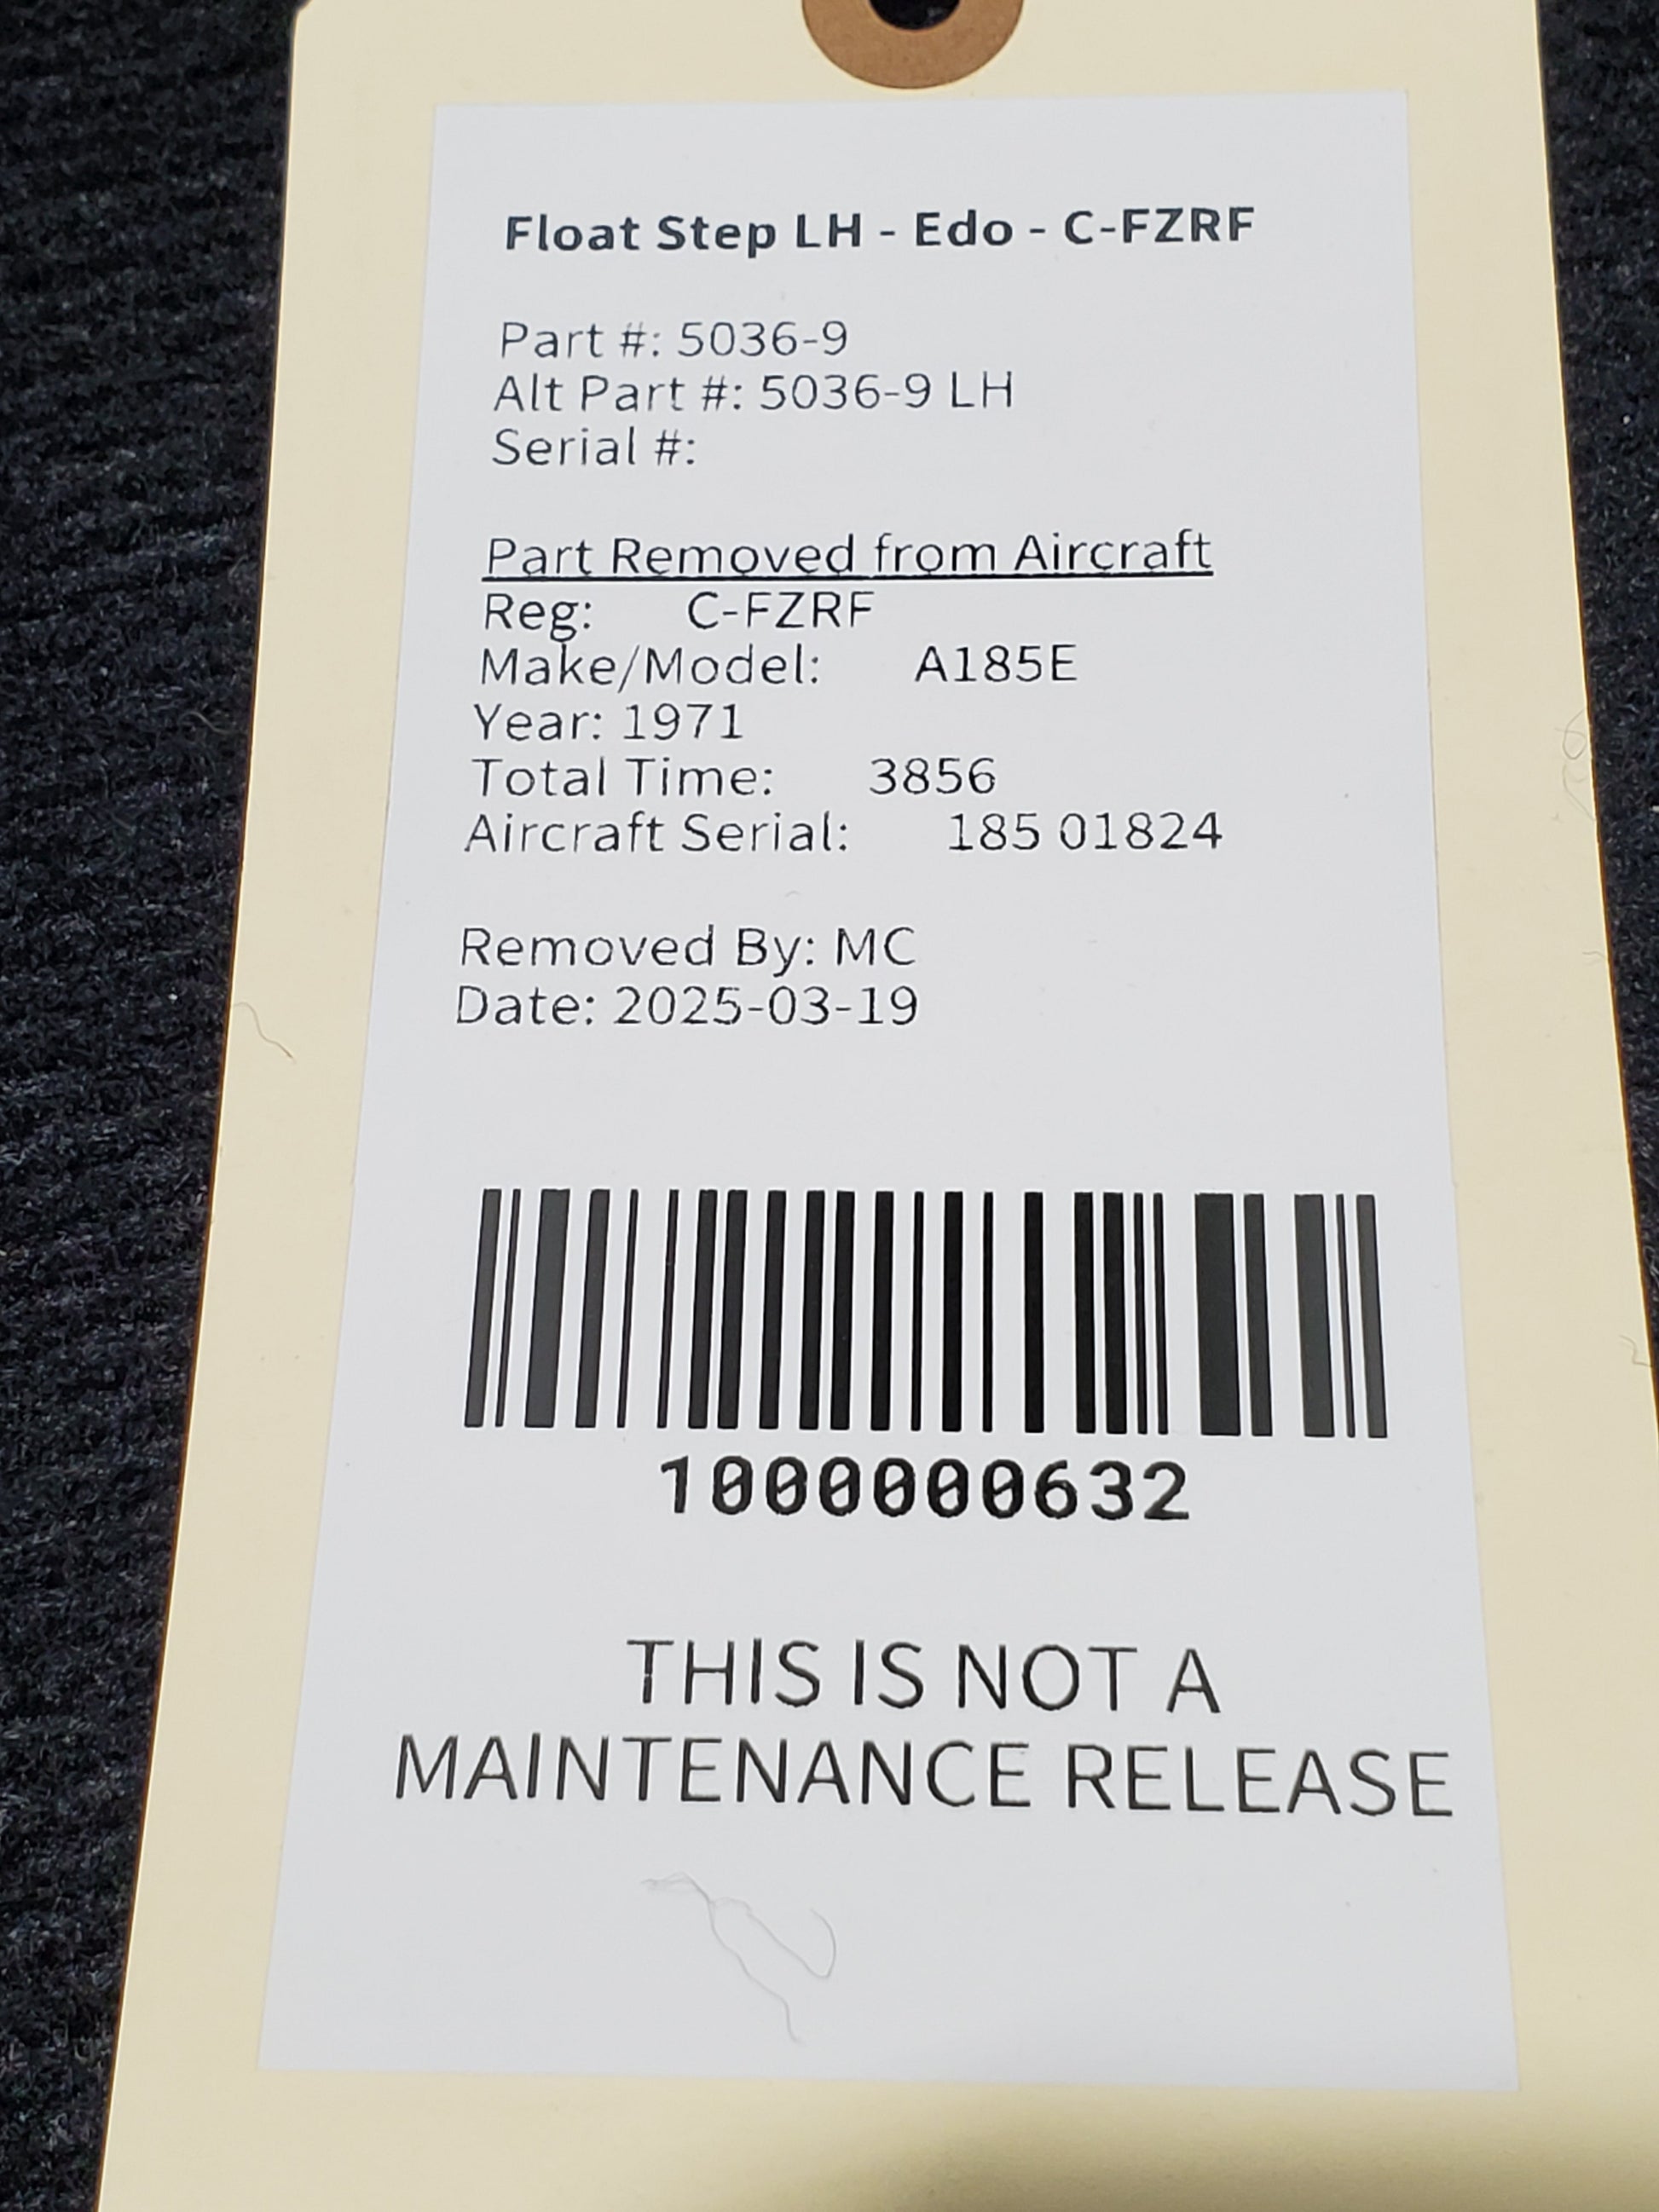 Float Step LH - Edo - C-FZRF
Part #: 5036-9
Alt Part #: 5036-9 LH
Serial #:
Part Removed from Aircraft
Reg: C-FZRF
Make/Model: A185E
Year: 1971
Total Time: 3856
Aircraft Serial: 185 01824
Removed By: MC
Date: 2025-03-19
1000000632
THIS IS NOT A
MAINTENANCE RELEASE